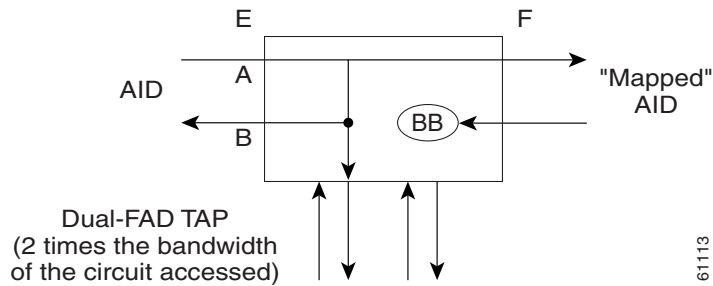 E
F
A
AID
"Mapped"
AID
BB
B
Dual-FAD TAP
(2 times the bandwidth
of the circuit accessed)
61113